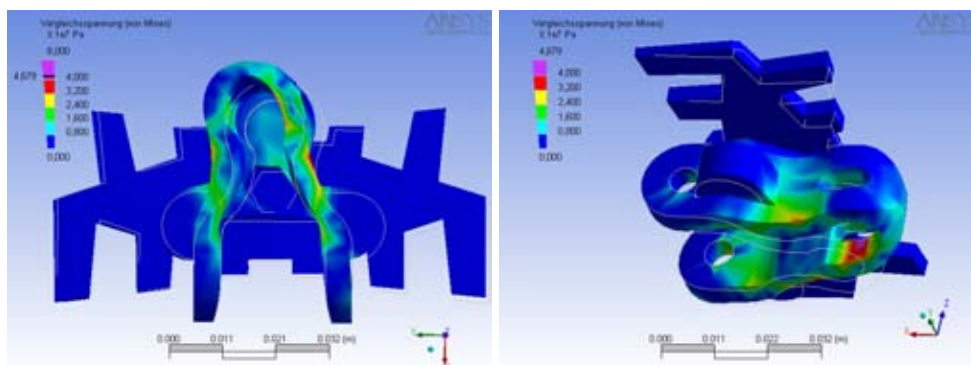 Vergleichsspannung (von Mises)
X 1e⁷ Pa
8,000
4,679
4,000
3,200
2,400
1,600
0,800
0,000
ANSYS
0.000
0.011
0.021
0.032 (m)
Y
Z
X
Vergleichsspannung (von Mises)
X 1e⁷ Pa
4,679
4,000
3,200
2,400
1,600
0,800
0,000
ANSYS
0.000
0.011
0.022
0.032 (m)
X
Y
Z